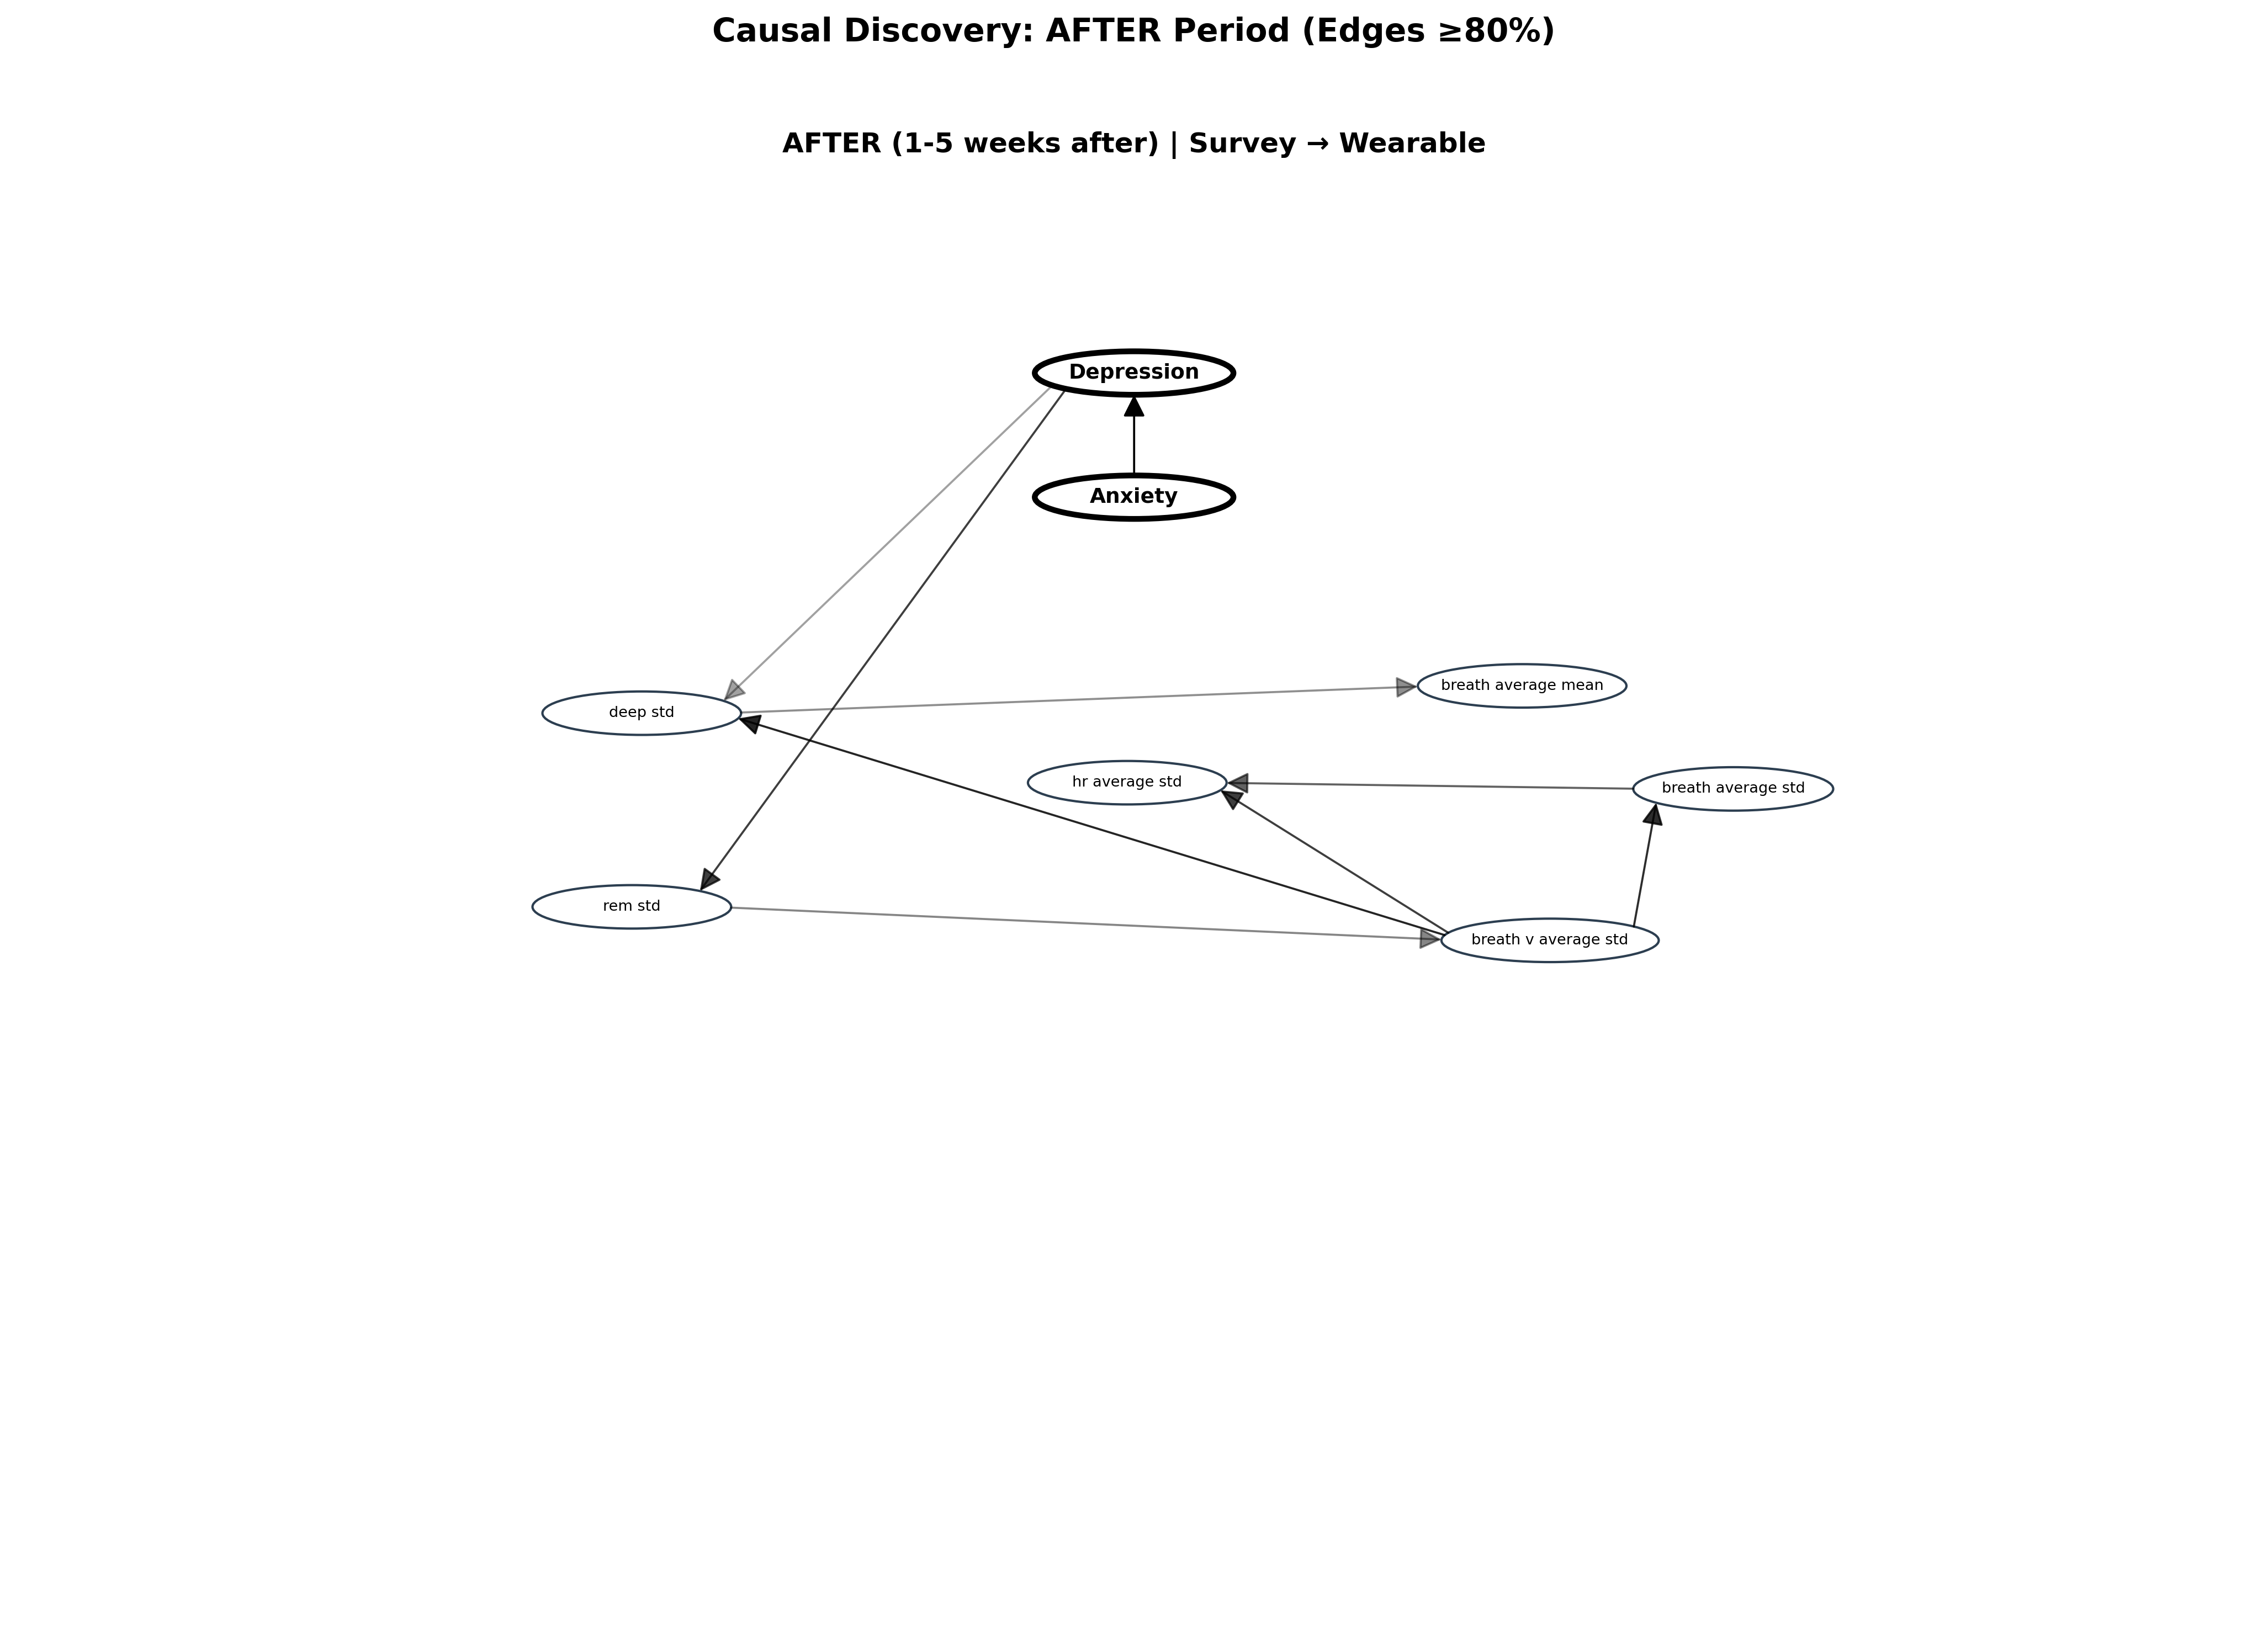 Causal Discovery: AFTER Period (Edges ≥80%)
AFTER (1-5 weeks after) | Survey → Wearable
Depression
Anxiety
breath average mean
deep std
hr average std
breath average std
rem std
breath v average std